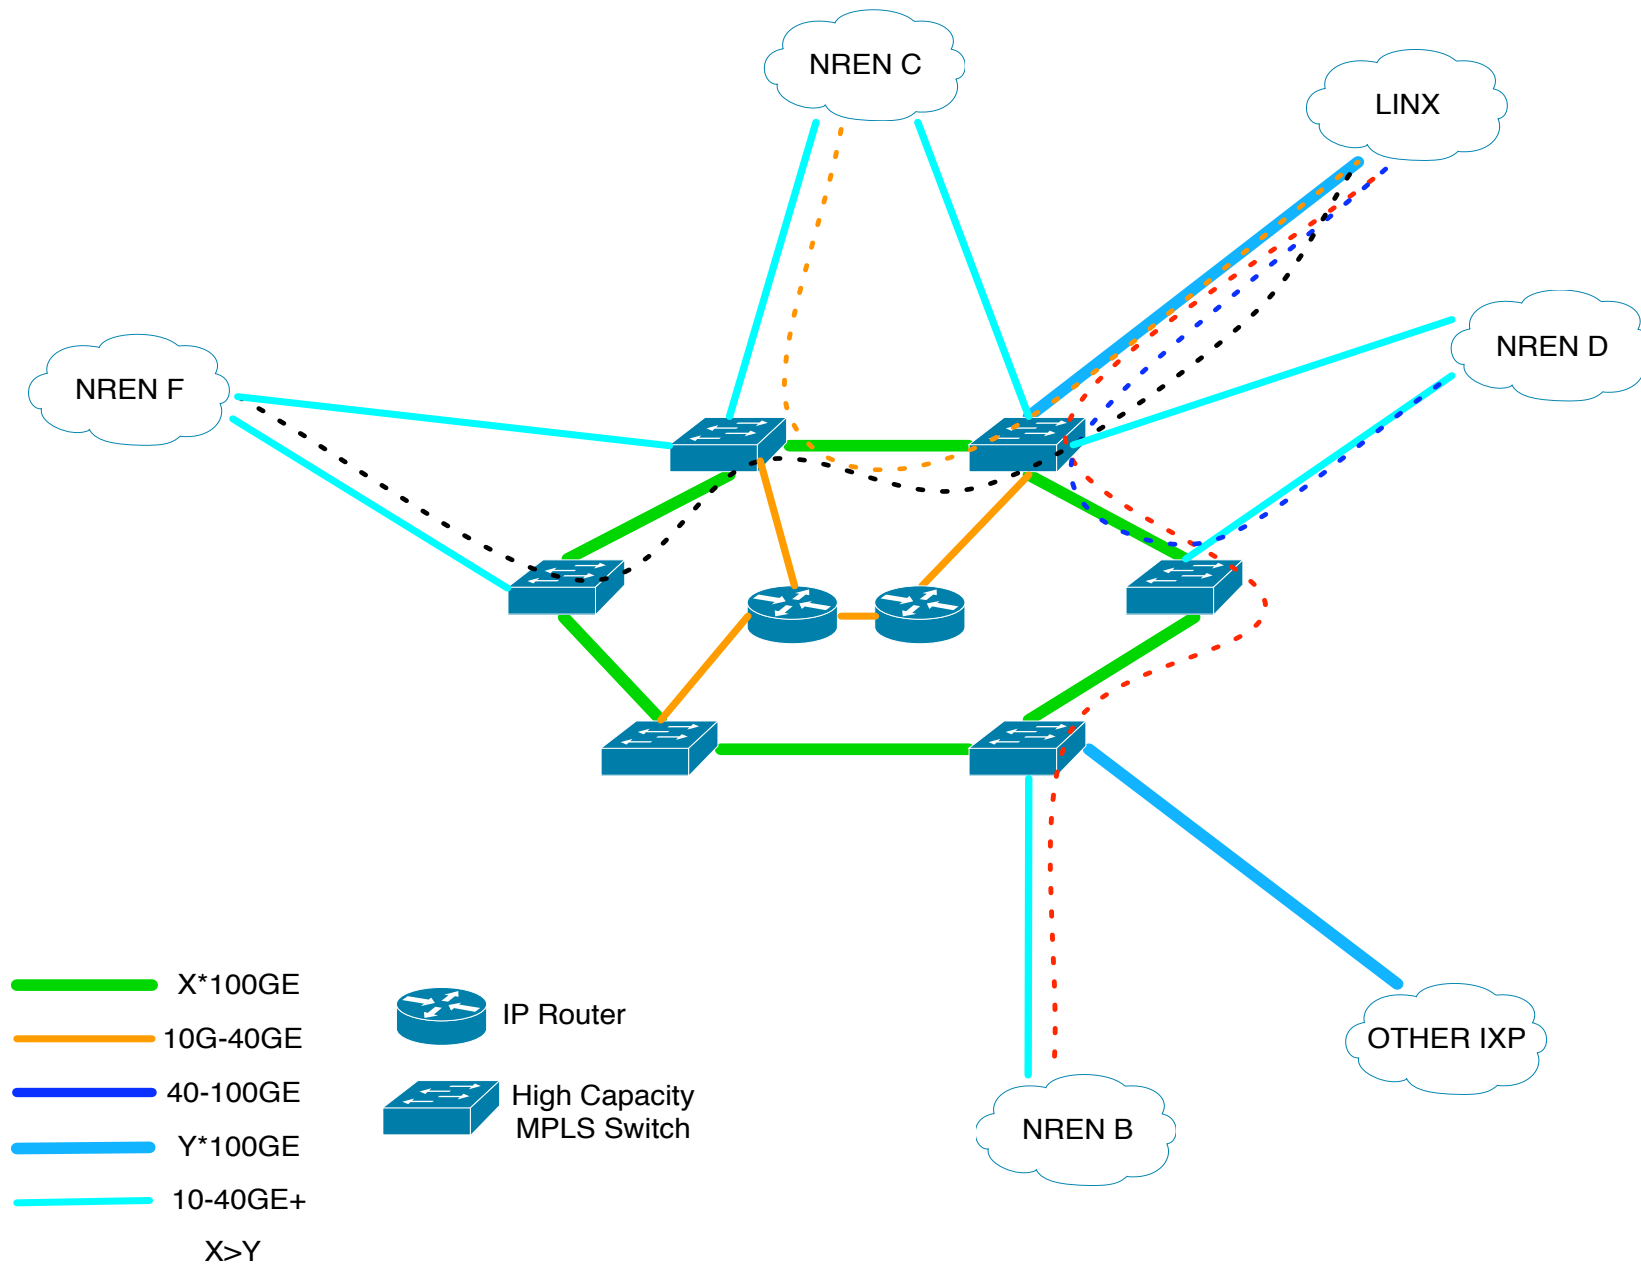 NREN C
LINX
NREN D
NREN F
X*100GE
10G-40GE
40-100GE
Y*100GE
10-40GE+
X>Y
IP Router
High Capacity
MPLS Switch
OTHER IXP
NREN B